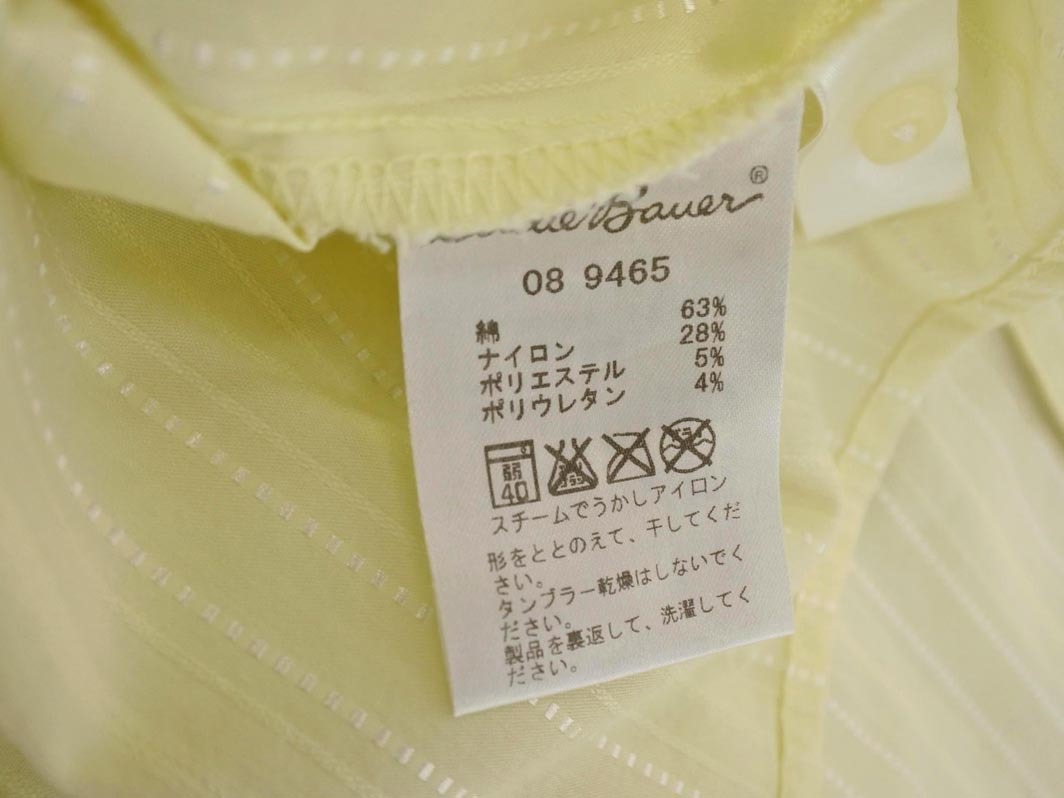 Bauer®
08 9465
綿 63%
ナイロン 28%
ポリエステル 5%
ポリウレタン 4%
弱
40
スチームでうかしアイロン
形をととのえて、干してくだ
さい。
タンブラー乾燥はしないでく
ださい。
製品を裏返して、洗濯してく
ださい。